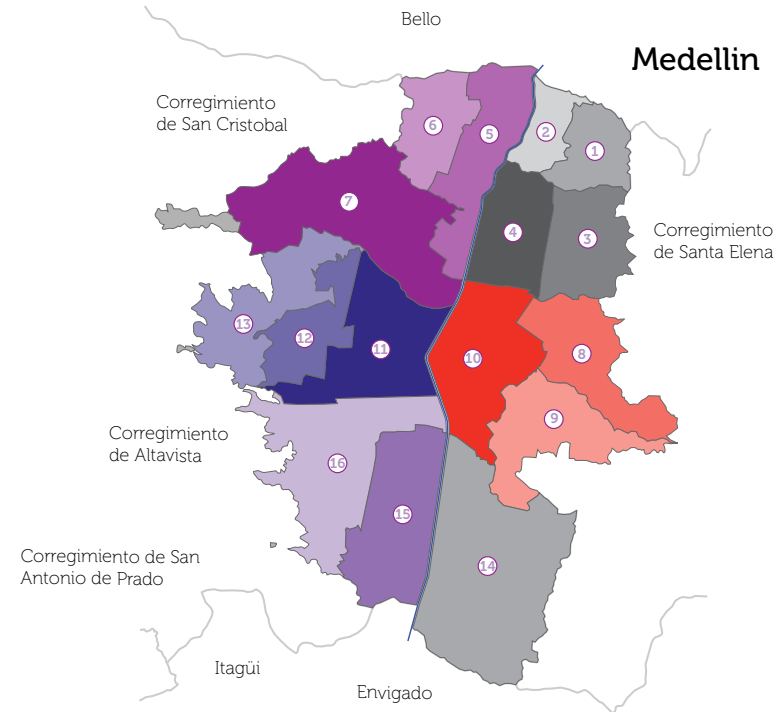 Bello
Medellin
Corregimiento
de San Cristobal
6
5
2
1
7
4
3
Corregimiento
de Santa Elena
13
12
11
10
8
9
Corregimiento
de Altavista
16
15
14
Corregimiento de San
Antonio de Prado
Itagüi
Envigado